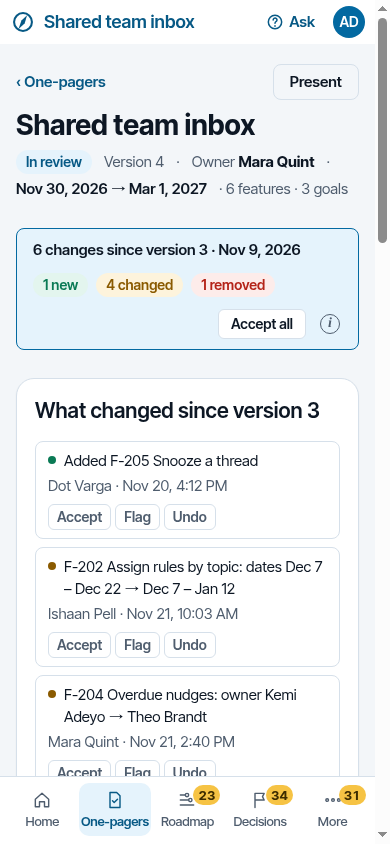 Shared team inbox
Ask
AD
‹ One-pagers
Present
Shared team inbox
In review Version 4 · Owner Mara Quint ·
Nov 30, 2026 → Mar 1, 2027 · 6 features · 3 goals
6 changes since version 3 · Nov 9, 2026
1 new 4 changed 1 removed
Accept all i
What changed since version 3
Added F-205 Snooze a thread
Dot Varga · Nov 20, 4:12 PM
Accept Flag Undo
F-202 Assign rules by topic: dates Dec 7
– Dec 22 → Dec 7 – Jan 12
Ishaan Pell · Nov 21, 10:03 AM
Accept Flag Undo
F-204 Overdue nudges: owner Kemi
Adeyo → Theo Brandt
Mara Quint · Nov 21, 2:40 PM
Accept Flag Undo
23 34 31
Home One-pagers Roadmap Decisions More